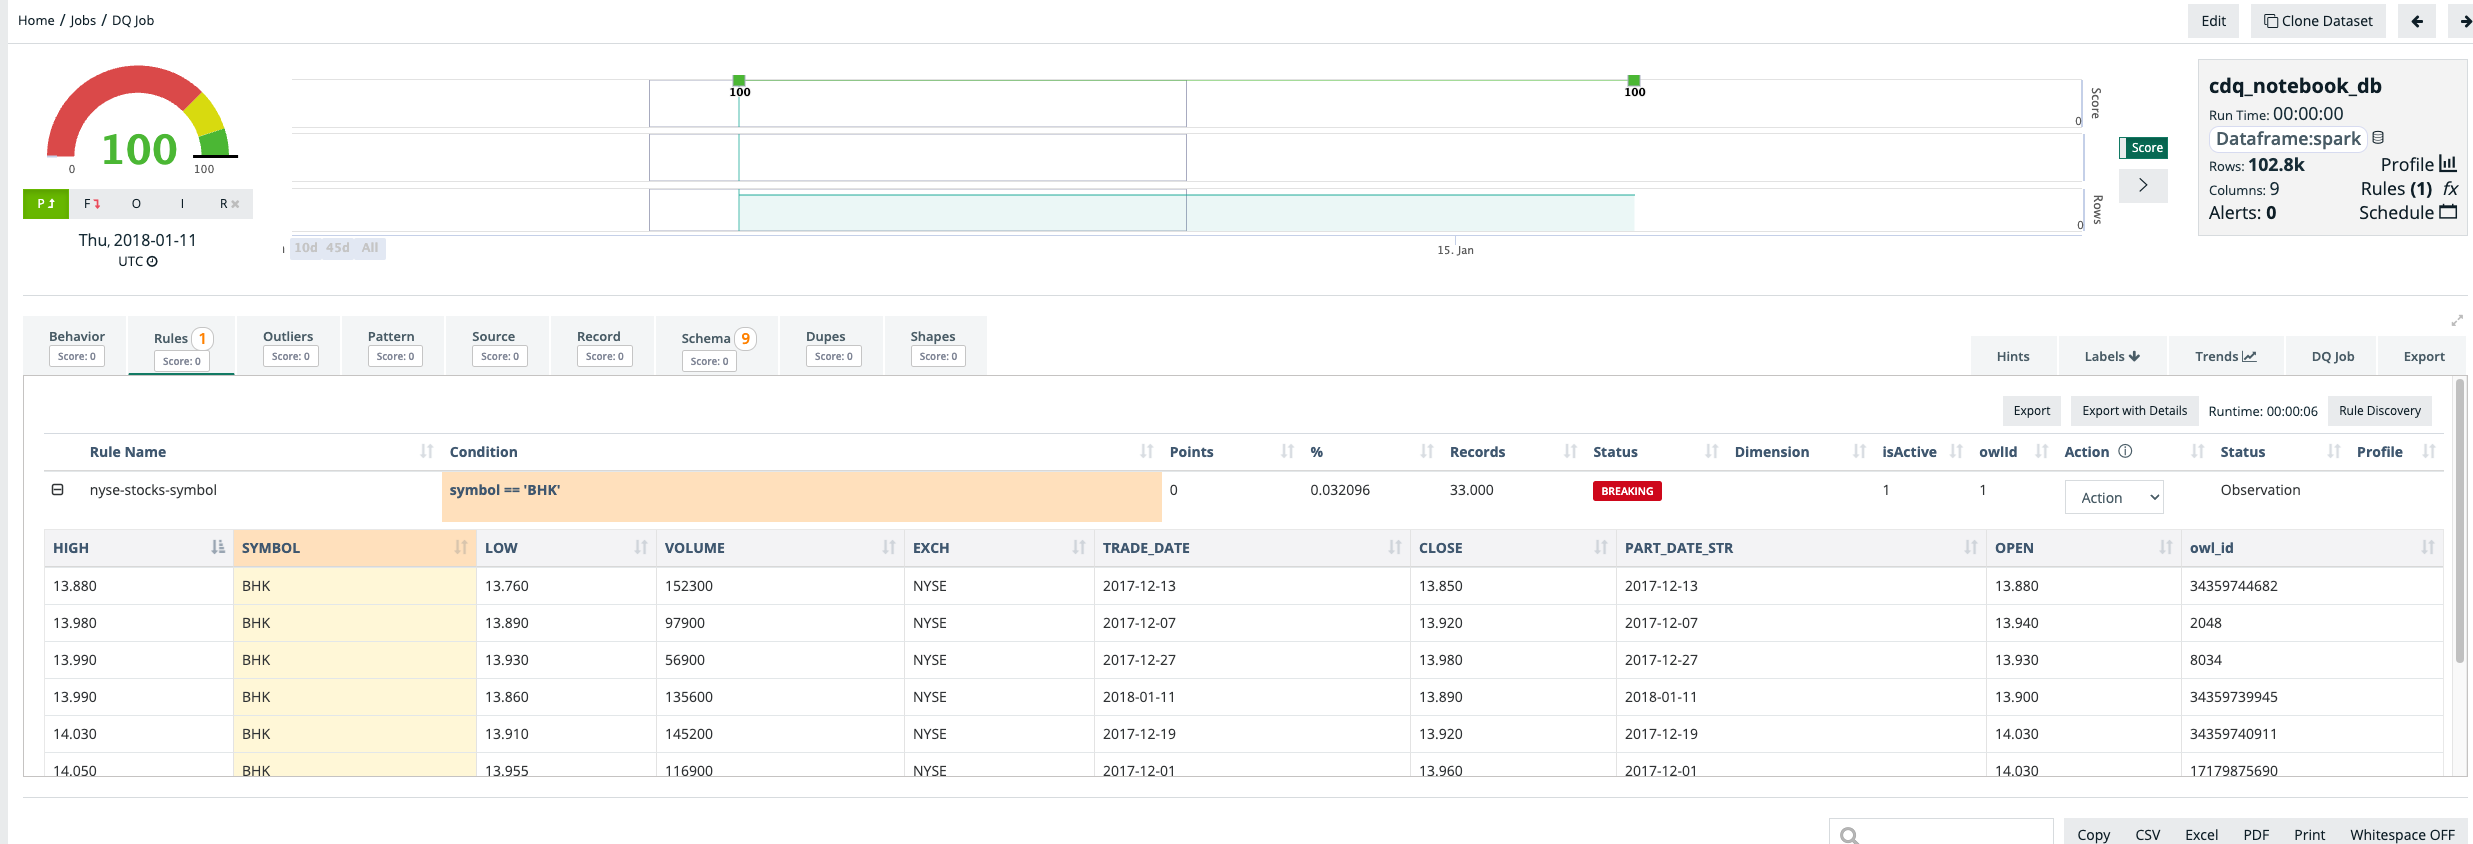 Home / Jobs / DQ Job
Edit
Clone Dataset
100
0 100
P F O I R
Thu, 2018-01-11
UTC
100 100
Score
0
Rows
0
10d 45d All
15. Jan
Score
cdq_notebook_db
Run Time: 00:00:00
Dataframe:spark
Rows: 102.8k Profile
Columns: 9 Rules (1) fx
Alerts: 0 Schedule
Behavior Rules 1 Outliers Pattern Source Record Schema 9 Dupes Shapes
Score: 0 Score: 0 Score: 0 Score: 0 Score: 0 Score: 0 Score: 0 Score: 0 Score: 0
Hints Labels Trends DQ Job Export
Export Export with Details Runtime: 00:00:06 Rule Discovery
Rule Name Condition Points % Records Status Dimension isActive owlId Action Status Profile
nyse-stocks-symbol symbol == 'BHK' 0 0.032096 33.000 BREAKING 1 1 Action Observation
HIGH SYMBOL LOW VOLUME EXCH TRADE_DATE CLOSE PART_DATE_STR OPEN owl_id
13.880 BHK 13.760 152300 NYSE 2017-12-13 13.850 2017-12-13 13.880 34359744682
13.980 BHK 13.890 97900 NYSE 2017-12-07 13.920 2017-12-07 13.940 2048
13.990 BHK 13.930 56900 NYSE 2017-12-27 13.980 2017-12-27 13.930 8034
13.990 BHK 13.860 135600 NYSE 2018-01-11 13.890 2018-01-11 13.900 34359739945
14.030 BHK 13.910 145200 NYSE 2017-12-19 13.920 2017-12-19 14.030 34359740911
14.050 BHK 13.955 116900 NYSE 2017-12-01 13.960 2017-12-01 14.030 17179875690
Copy CSV Excel PDF Print Whitespace OFF